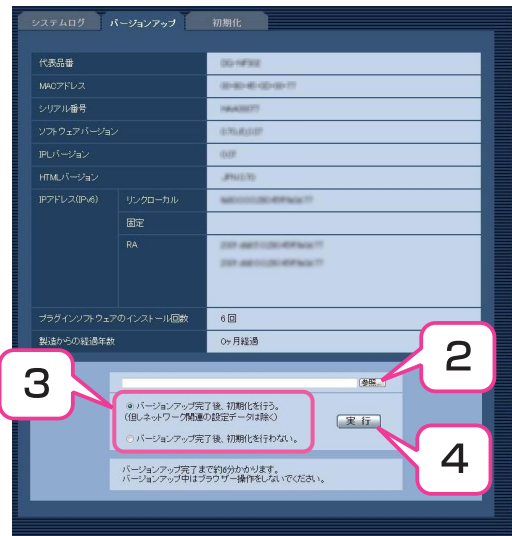 システムログ バージョンアップ 初期化
代表品番
MACアドレス
シリアル番号
ソフトウェアバージョン
IPLバージョン
HTMLバージョン
IPアドレス(IPv6) リンクローカル
固定
RA
プラグインソフトウェアのインストール回数 6 回
製造からの経過年数 0ヶ月経過
2
3
参照...
バージョンアップ完了後、初期化を行う。
(但しネットワーク関連の設定データは除く)
実 行
バージョンアップ完了後、初期化を行わない。
4
バージョンアップ完了まで約6分かかります。
バージョンアップ中はブラウザー操作をしないでください。